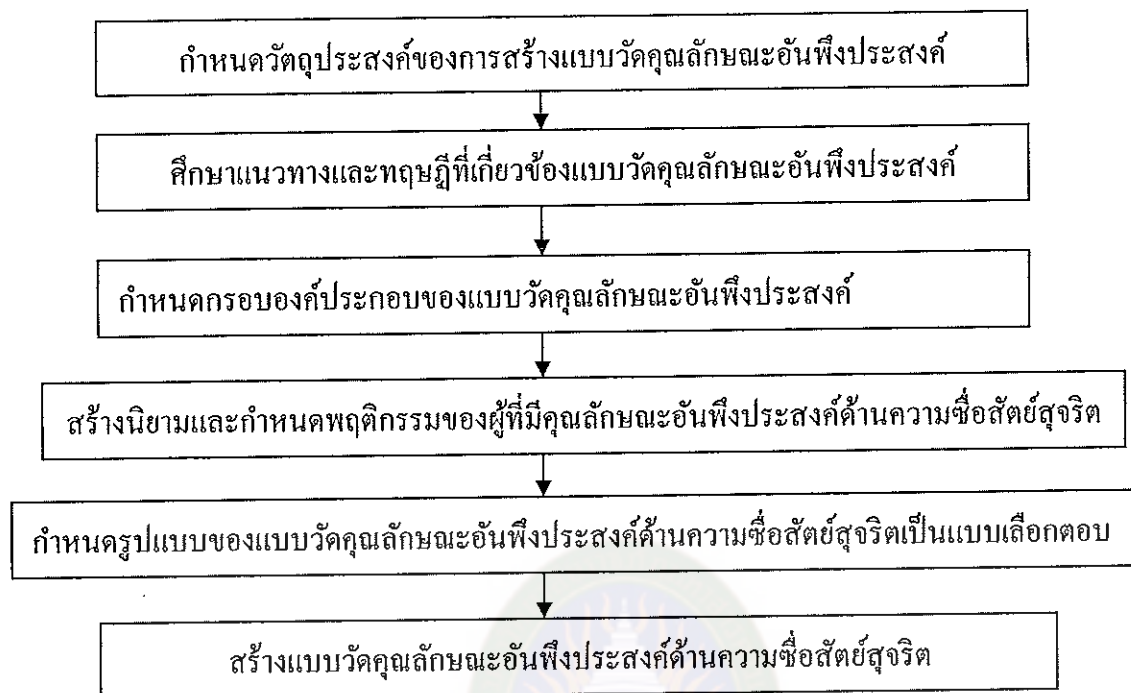 กำหนดวัตถุประสงค์ของการสร้างแบบวัดคุณลักษณะอันพึงประสงค์
ศึกษาแนวทางและทฤษฎีที่เกี่ยวข้องแบบวัดคุณลักษณะอันพึงประสงค์
กำหนดกรอบองค์ประกอบของแบบวัดคุณลักษณะอันพึงประสงค์
สร้างนิยามและกำหนดพฤติกรรมของผู้ที่มีคุณลักษณะอันพึงประสงค์ด้านความซื่อสัตย์สุจริต
กำหนดรูปแบบของแบบวัดคุณลักษณะอันพึงประสงค์ด้านความซื่อสัตย์สุจริตเป็นแบบเลือกตอบ
สร้างแบบวัดคุณลักษณะอันพึงประสงค์ด้านความซื่อสัตย์สุจริต